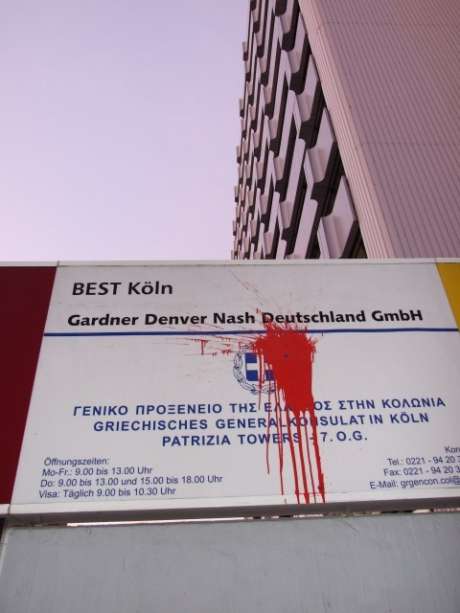 BEST Köln
Gardner Denver Nash Deutschland GmbH
ΓΕΝΙΚΟ ΠΡΟΞΕΝΕΙΟ ΤΗΣ ΣΤΗΝ ΚΟΛΩΝΙΑ
GRIECHISCHES GENERALKONSULAT IN KÖLN
PATRIZIA TOWERS - 7. O.G.
Öffnungszeiten:
Mo-Fr.: 9.00 bis 13.00 Uhr
Do: 9.00 bis 13.00 und 15.00 bis 18.00 Uhr
Visa: Täglich 9.00 bis 10.30 Uhr
Tel.: 0221 - 94 20
Fax: 0221 - 94 20 3
E-Mail: grgencon.col@